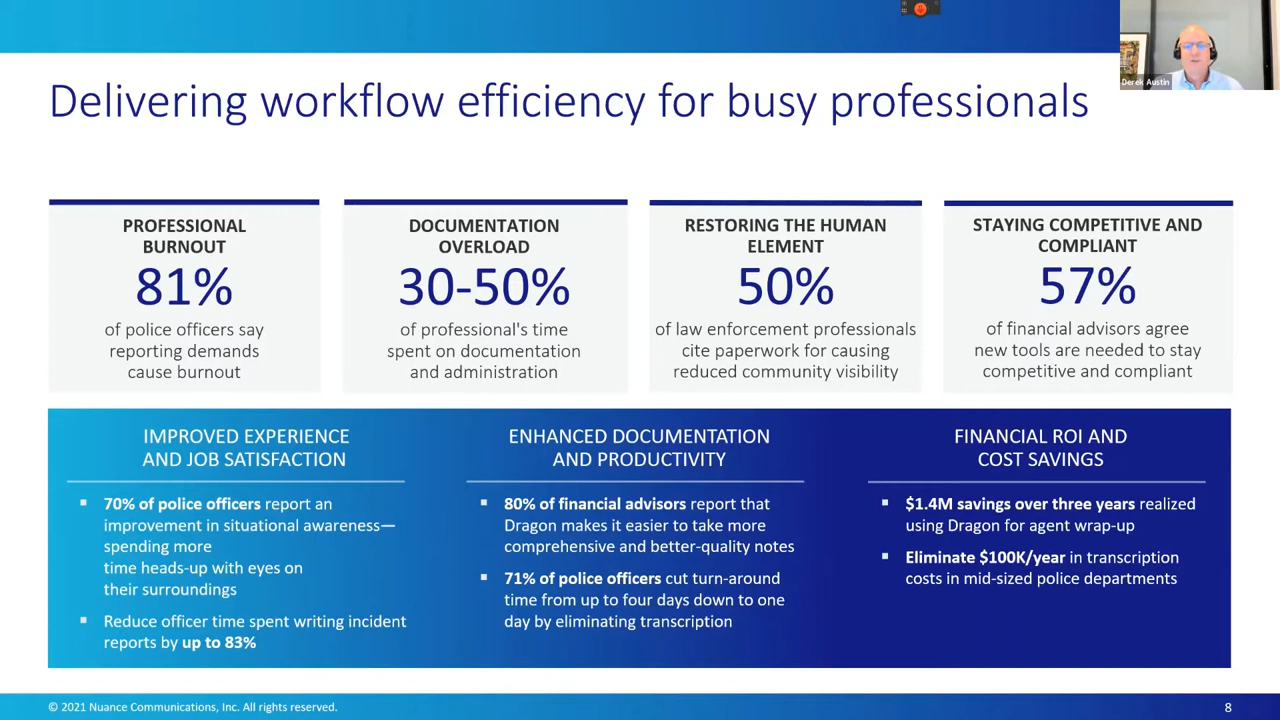 Derek Austin
Delivering workflow efficiency for busy professionals
PROFESSIONAL
BURNOUT
81%
of police officers say
reporting demands
cause burnout
DOCUMENTATION
OVERLOAD
30-50%
of professional's time
spent on documentation
and administration
RESTORING THE HUMAN
ELEMENT
50%
of law enforcement professionals
cite paperwork for causing
reduced community visibility
STAYING COMPETITIVE AND
COMPLIANT
57%
of financial advisors agree
new tools are needed to stay
competitive and compliant
IMPROVED EXPERIENCE
AND JOB SATISFACTION
▪ 70% of police officers report an
improvement in situational awareness—
spending more
time heads-up with eyes on
their surroundings
▪ Reduce officer time spent writing incident
reports by up to 83%
ENHANCED DOCUMENTATION
AND PRODUCTIVITY
▪ 80% of financial advisors report that
Dragon makes it easier to take more
comprehensive and better-quality notes
▪ 71% of police officers cut turn-around
time from up to four days down to one
day by eliminating transcription
FINANCIAL ROI AND
COST SAVINGS
▪ $1.4M savings over three years realized
using Dragon for agent wrap-up
▪ Eliminate $100K/year in transcription
costs in mid-sized police departments
© 2021 Nuance Communications, Inc. All rights reserved.
8